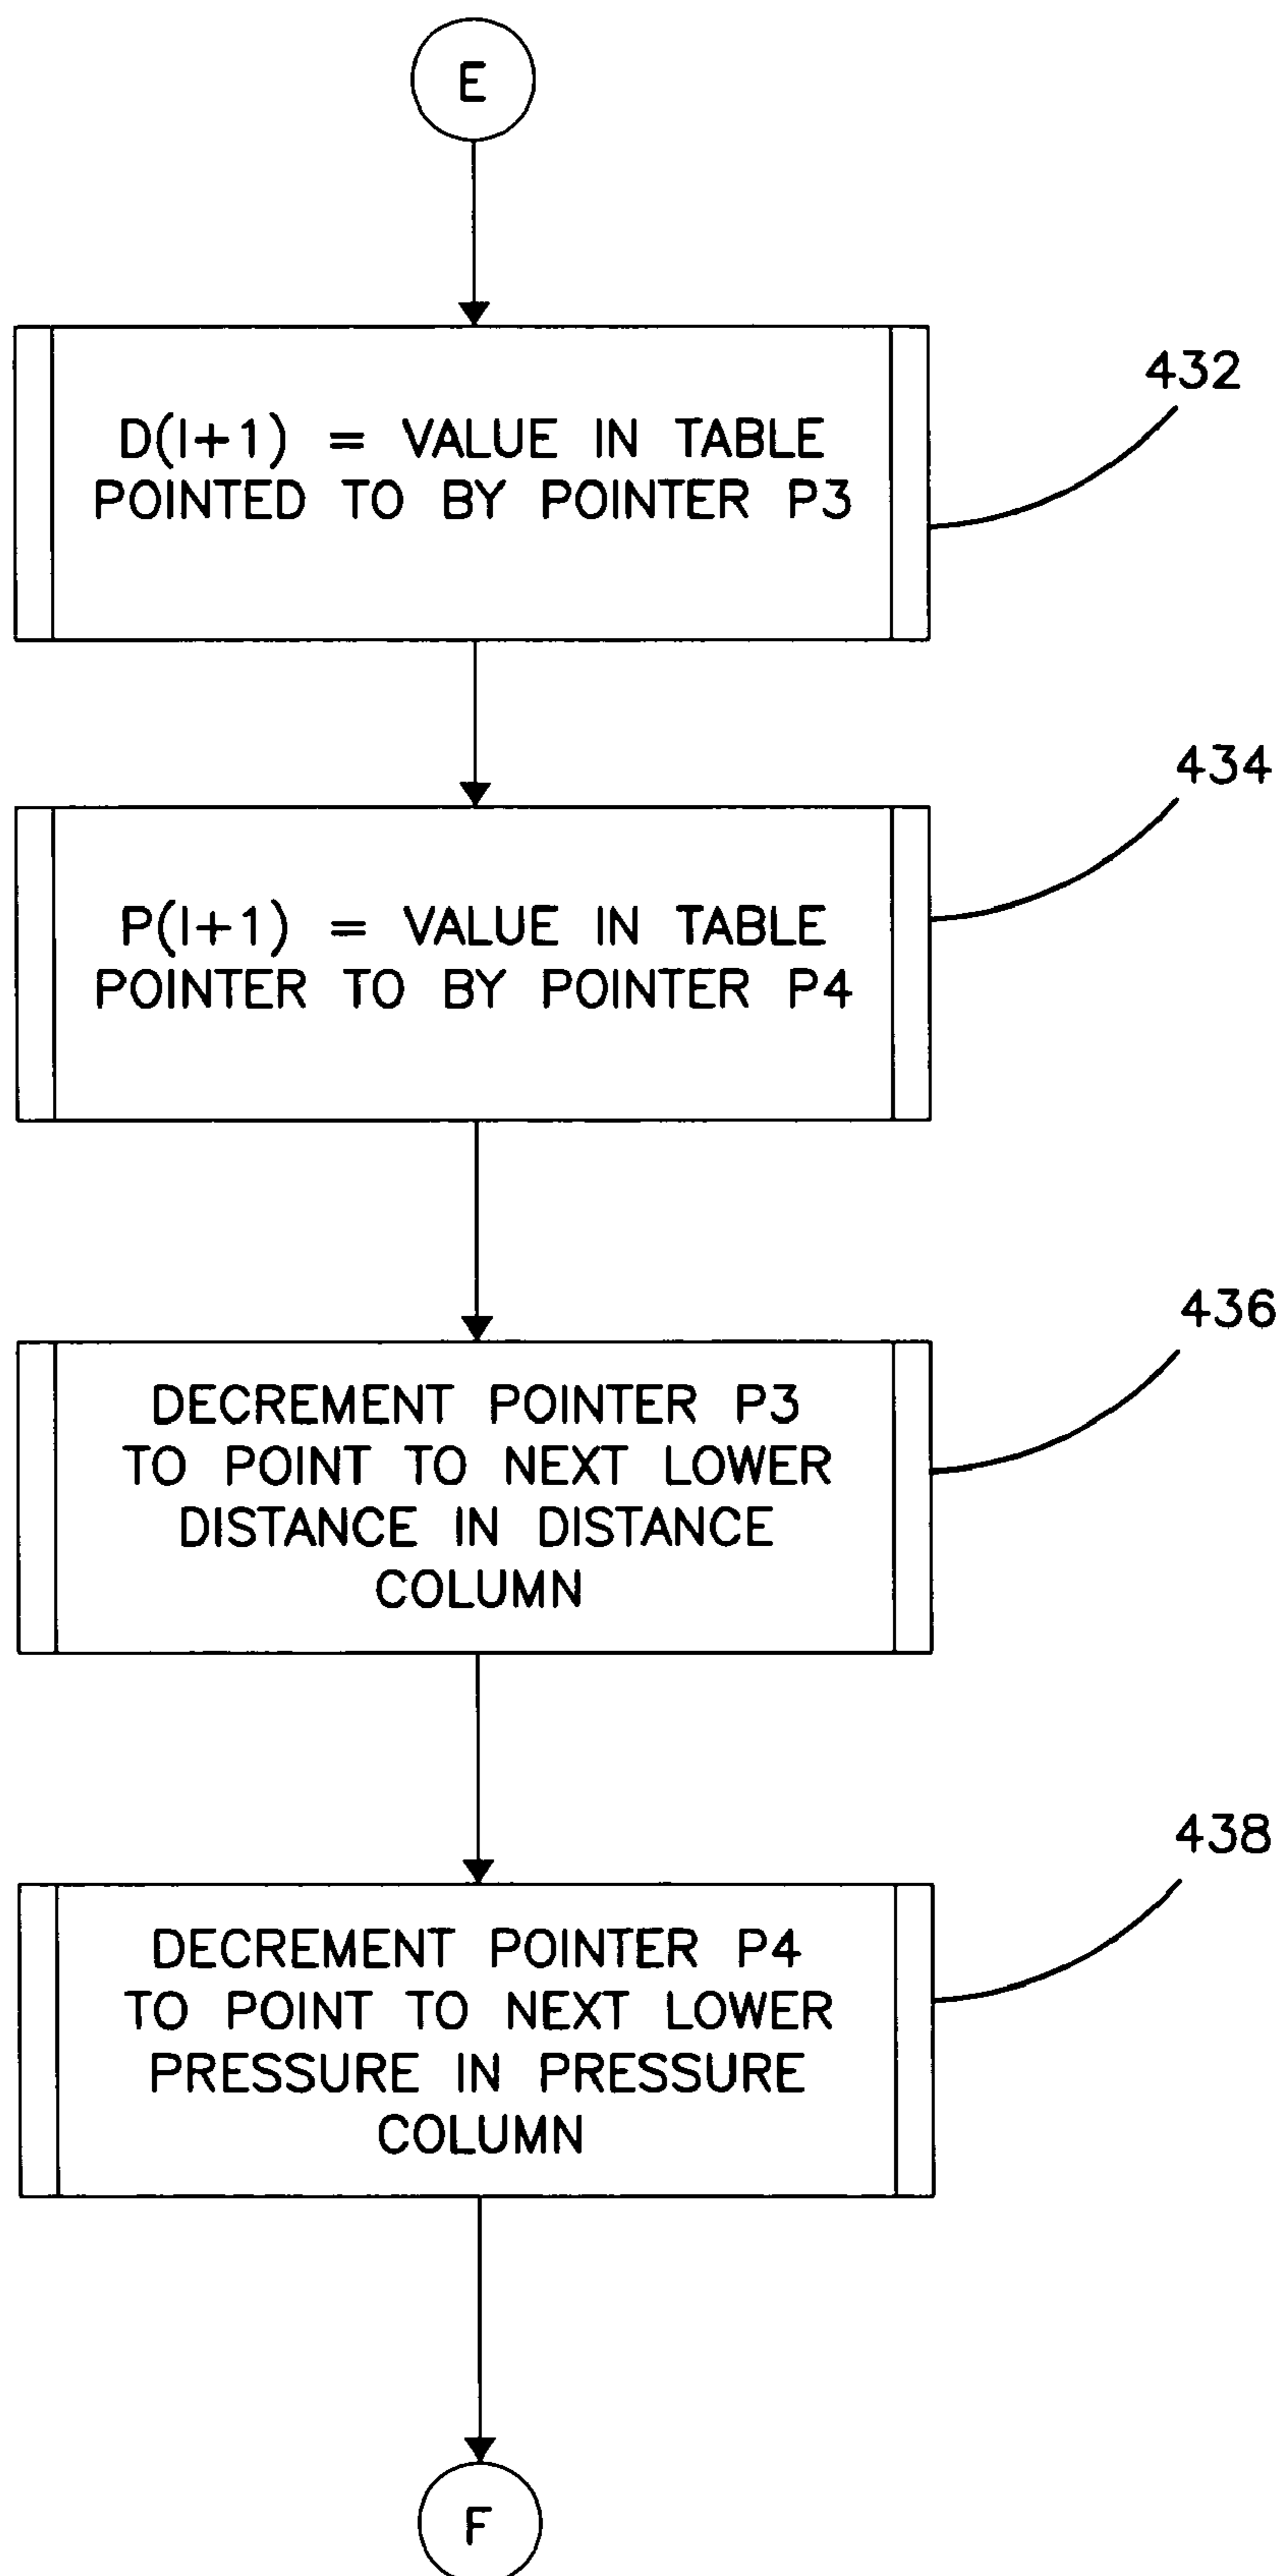 E
432
D(I+1) = VALUE IN TABLE
POINTED TO BY POINTER P3
434
P(I+1) = VALUE IN TABLE
POINTER TO BY POINTER P4
436
DECREMENT POINTER P3
TO POINT TO NEXT LOWER
DISTANCE IN DISTANCE
COLUMN
438
DECREMENT POINTER P4
TO POINT TO NEXT LOWER
PRESSURE IN PRESSURE
COLUMN
F